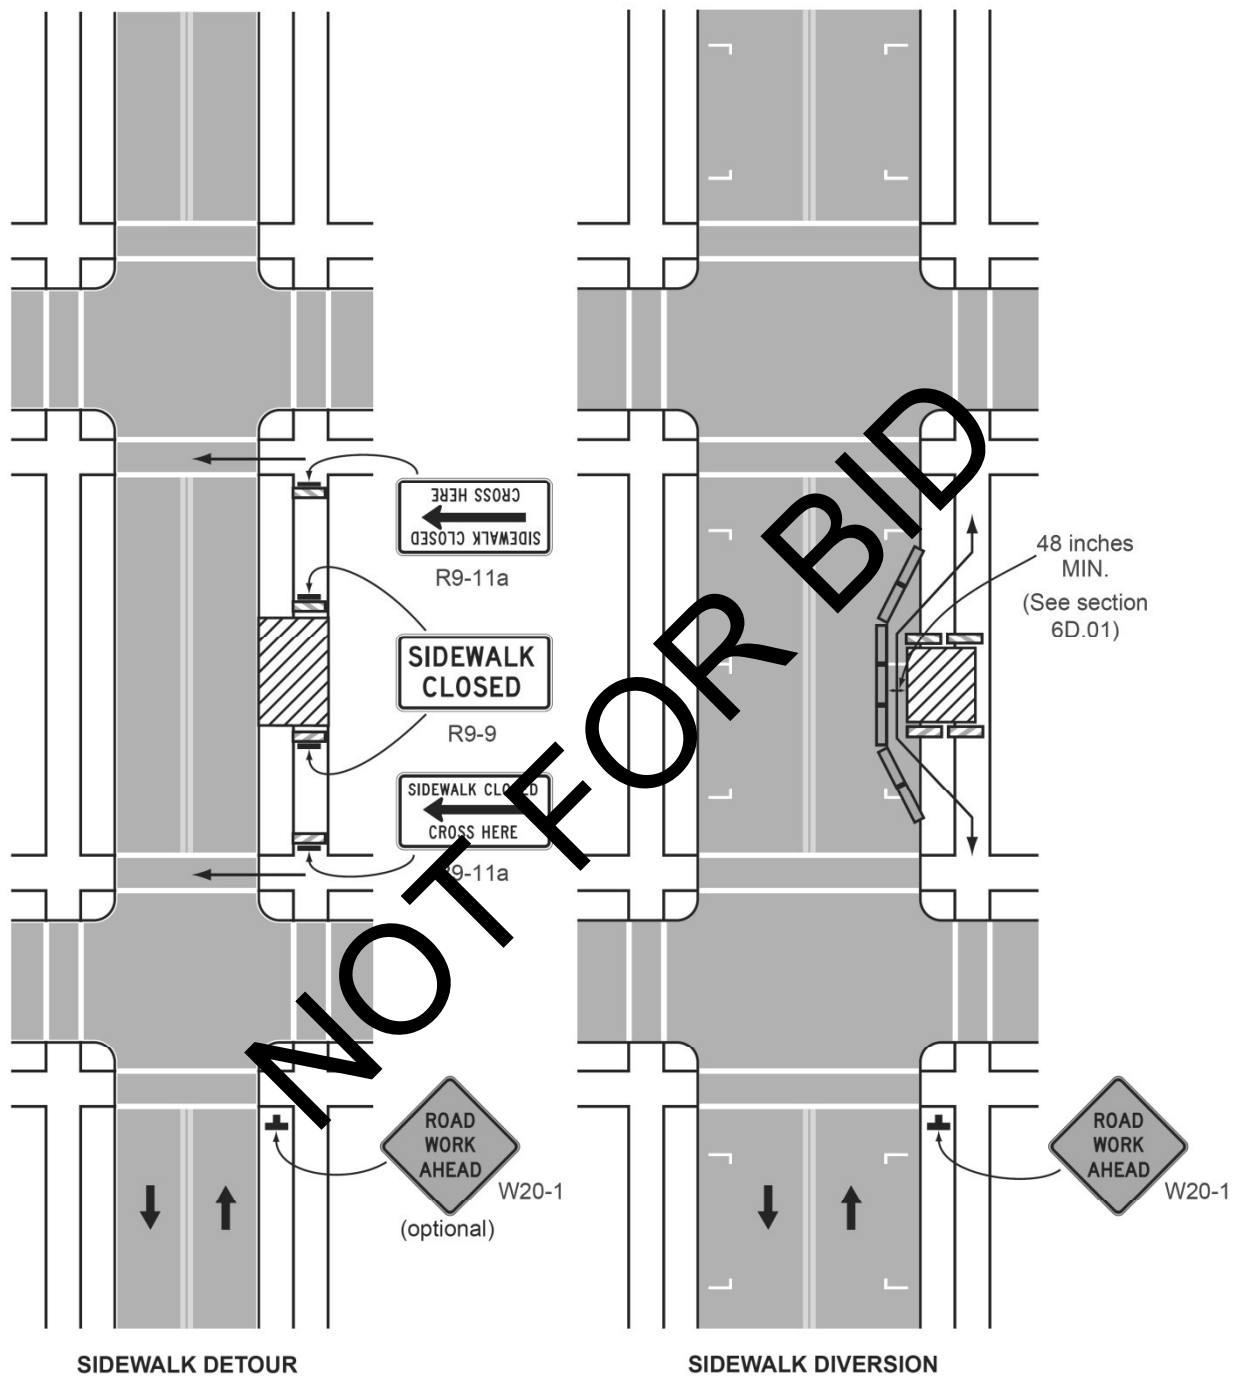 CROSS HERE
SIDEWALK CLOSED
R9-11a
SIDEWALK
CLOSED
R9-9
SIDEWALK CLOSED
CROSS HERE
R9-11a
ROAD
WORK
AHEAD
W20-1
(optional)
SIDEWALK DETOUR
48 inches
MIN.
(See section
6D.01)
ROAD
WORK
AHEAD
W20-1
SIDEWALK DIVERSION
NOT FOR BID